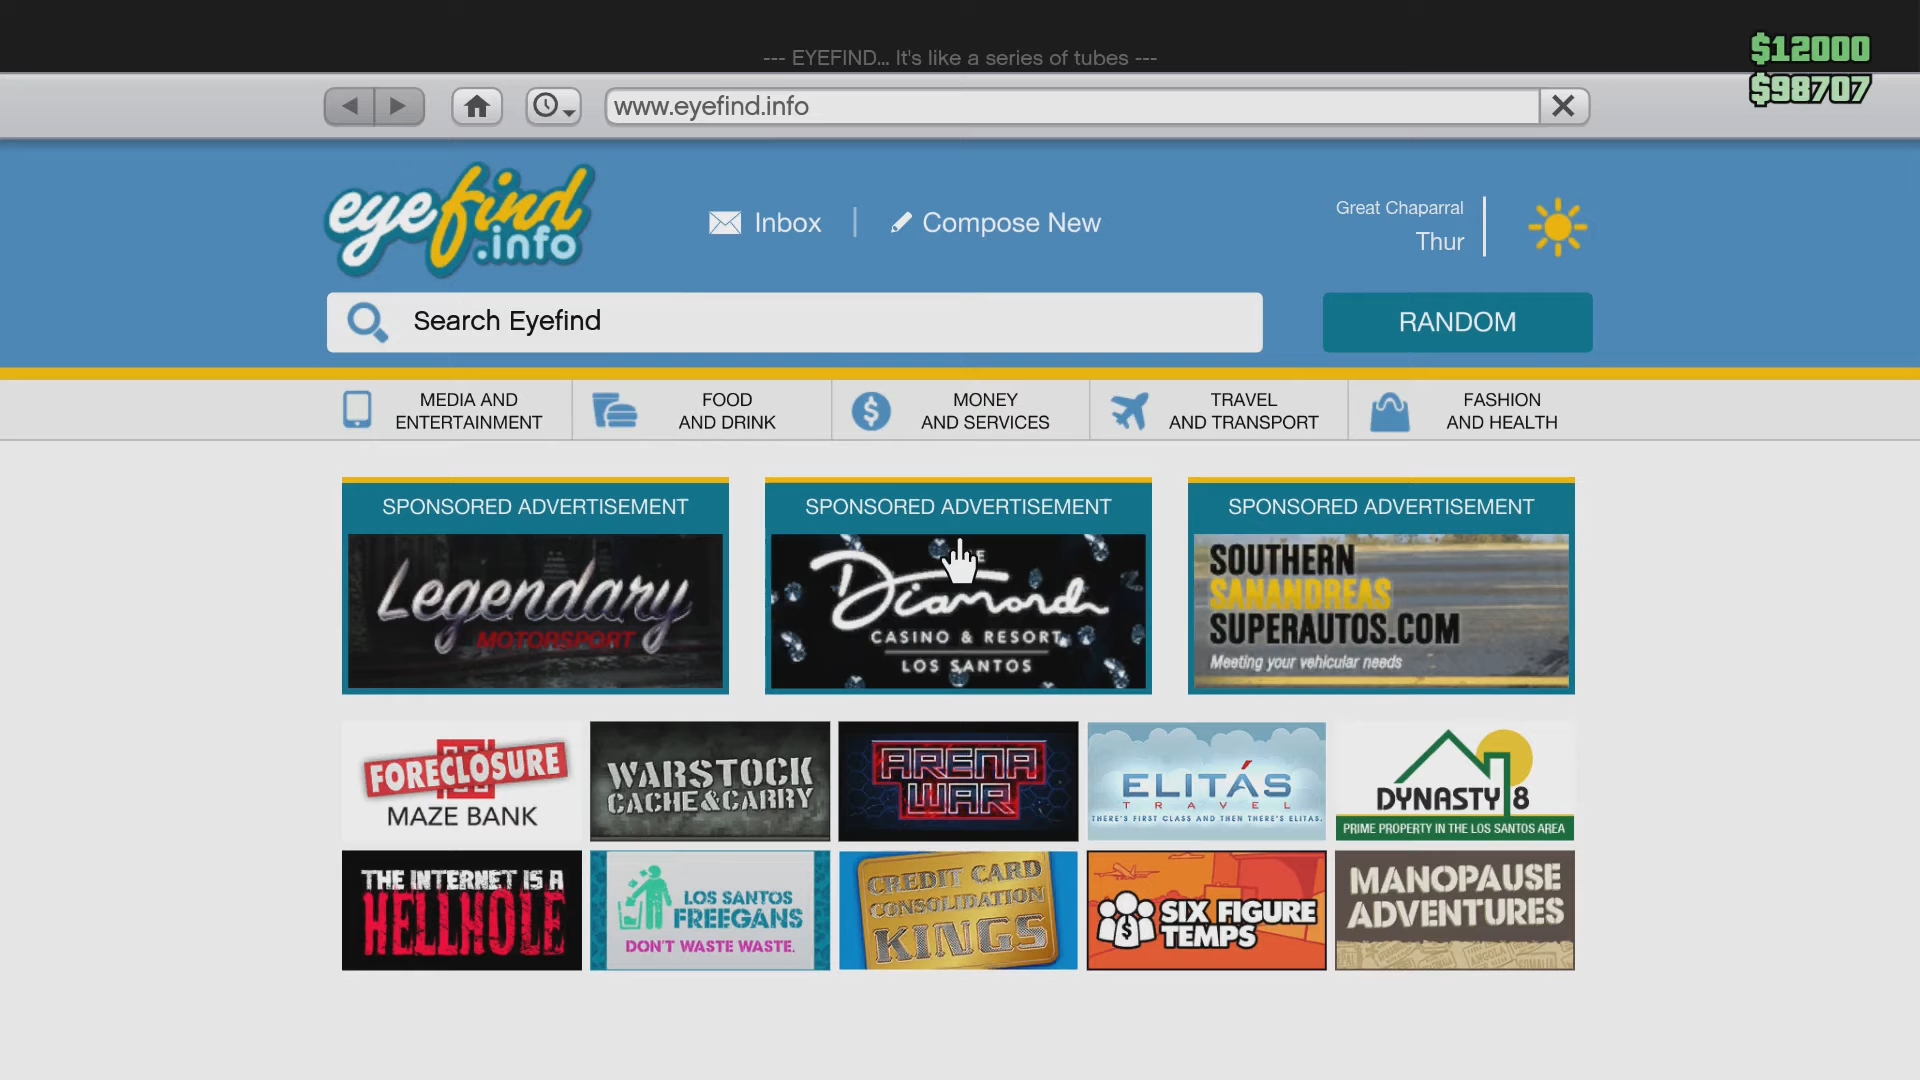 --- EYEFIND... It's like a series of tubes ---
$12000
$98707
www.eyefind.info
eyefind
.info
Inbox
Compose New
Great Chaparral
Thur
Search Eyefind
RANDOM
MEDIA AND
ENTERTAINMENT
FOOD
AND DRINK
MONEY
AND SERVICES
TRAVEL
AND TRANSPORT
FASHION
AND HEALTH
SPONSORED ADVERTISEMENT
Legendary
MOTORSPORT
SPONSORED ADVERTISEMENT
Diamond
CASINO & RESORT
LOS SANTOS
SPONSORED ADVERTISEMENT
SOUTHERN
SANANDREAS
SUPERAUTOS.COM
Meeting your vehicular needs
FORECLOSURE
MAZE BANK
WARSTOCK
CACHE&CARRY
ARENA
WAR
ELITÁS
TRAVEL
THERE'S FIRST CLASS AND THEN THERE'S ELITAS.
DYNASTY 8
PRIME PROPERTY IN THE LOS SANTOS AREA
THE INTERNET IS A
HELLHOLE
LOS SANTOS
FREEGANS
DON'T WASTE WASTE.
CREDIT CARD
CONSOLIDATION
KINGS
SIX FIGURE
TEMPS
MANOPAUSE
ADVENTURES